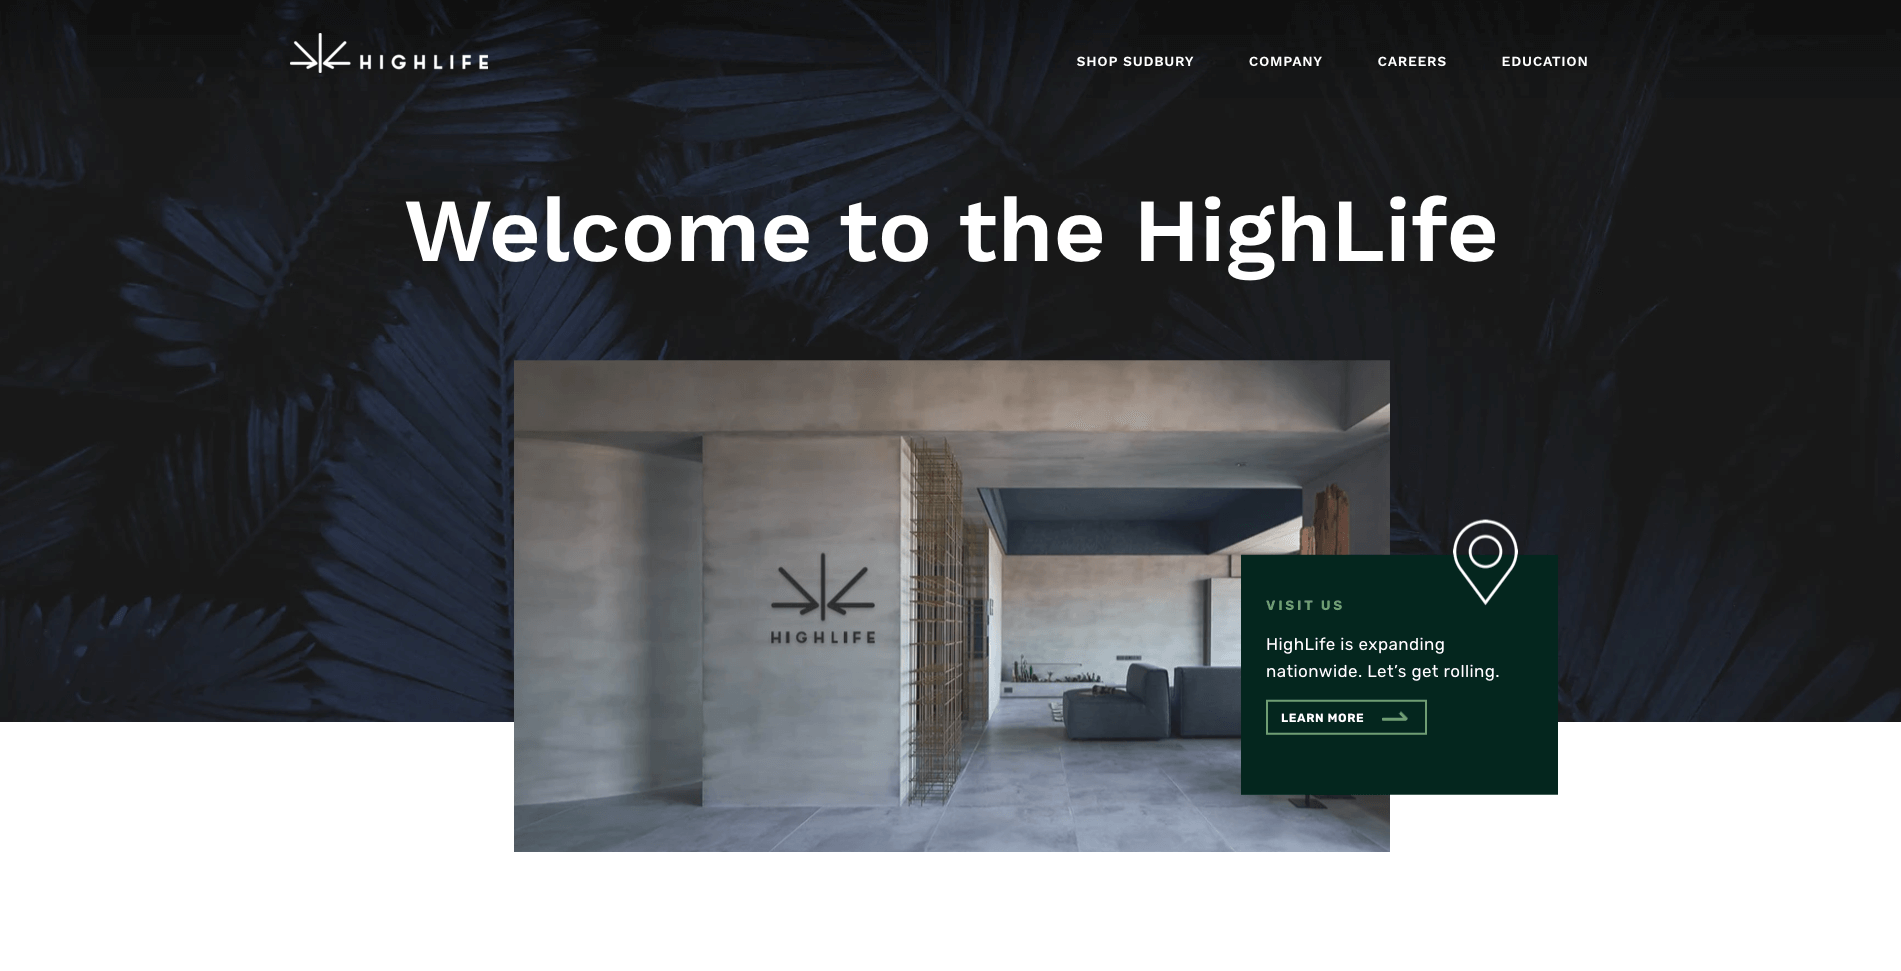 HIGHLIFE
SHOP SUDBURY
COMPANY
CAREERS
EDUCATION
Welcome to the HighLife
HIGHLIFE
VISIT US
HighLife is expanding
nationwide. Let’s get rolling.
LEARN MORE